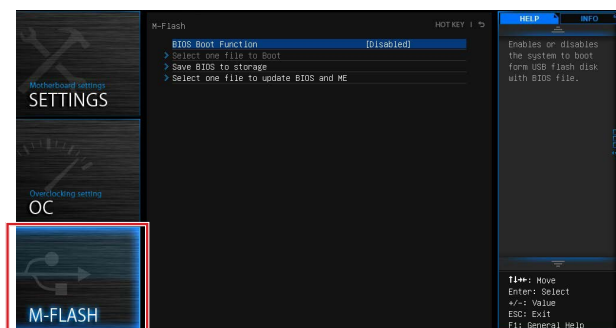 M-Flash
HOT KEY
HELP
INFO
BIOS Boot Function [Disabled]
Select one file to Boot
Save BIOS to storage
Select one file to update BIOS and ME
Enables or disables
the system to boot
form USB flash disk
with BIOS file.
Motherboard settings
SETTINGS
Overclocking setting
OC
M-FLASH
↑↓→←: Move
Enter: Select
+/-: Value
ESC: Exit
F1: General Help